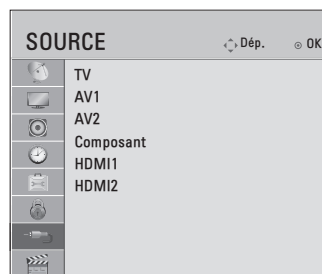 SOURCE Dép. OK
TV
AV1
AV2
Composant
HDMI1
HDMI2